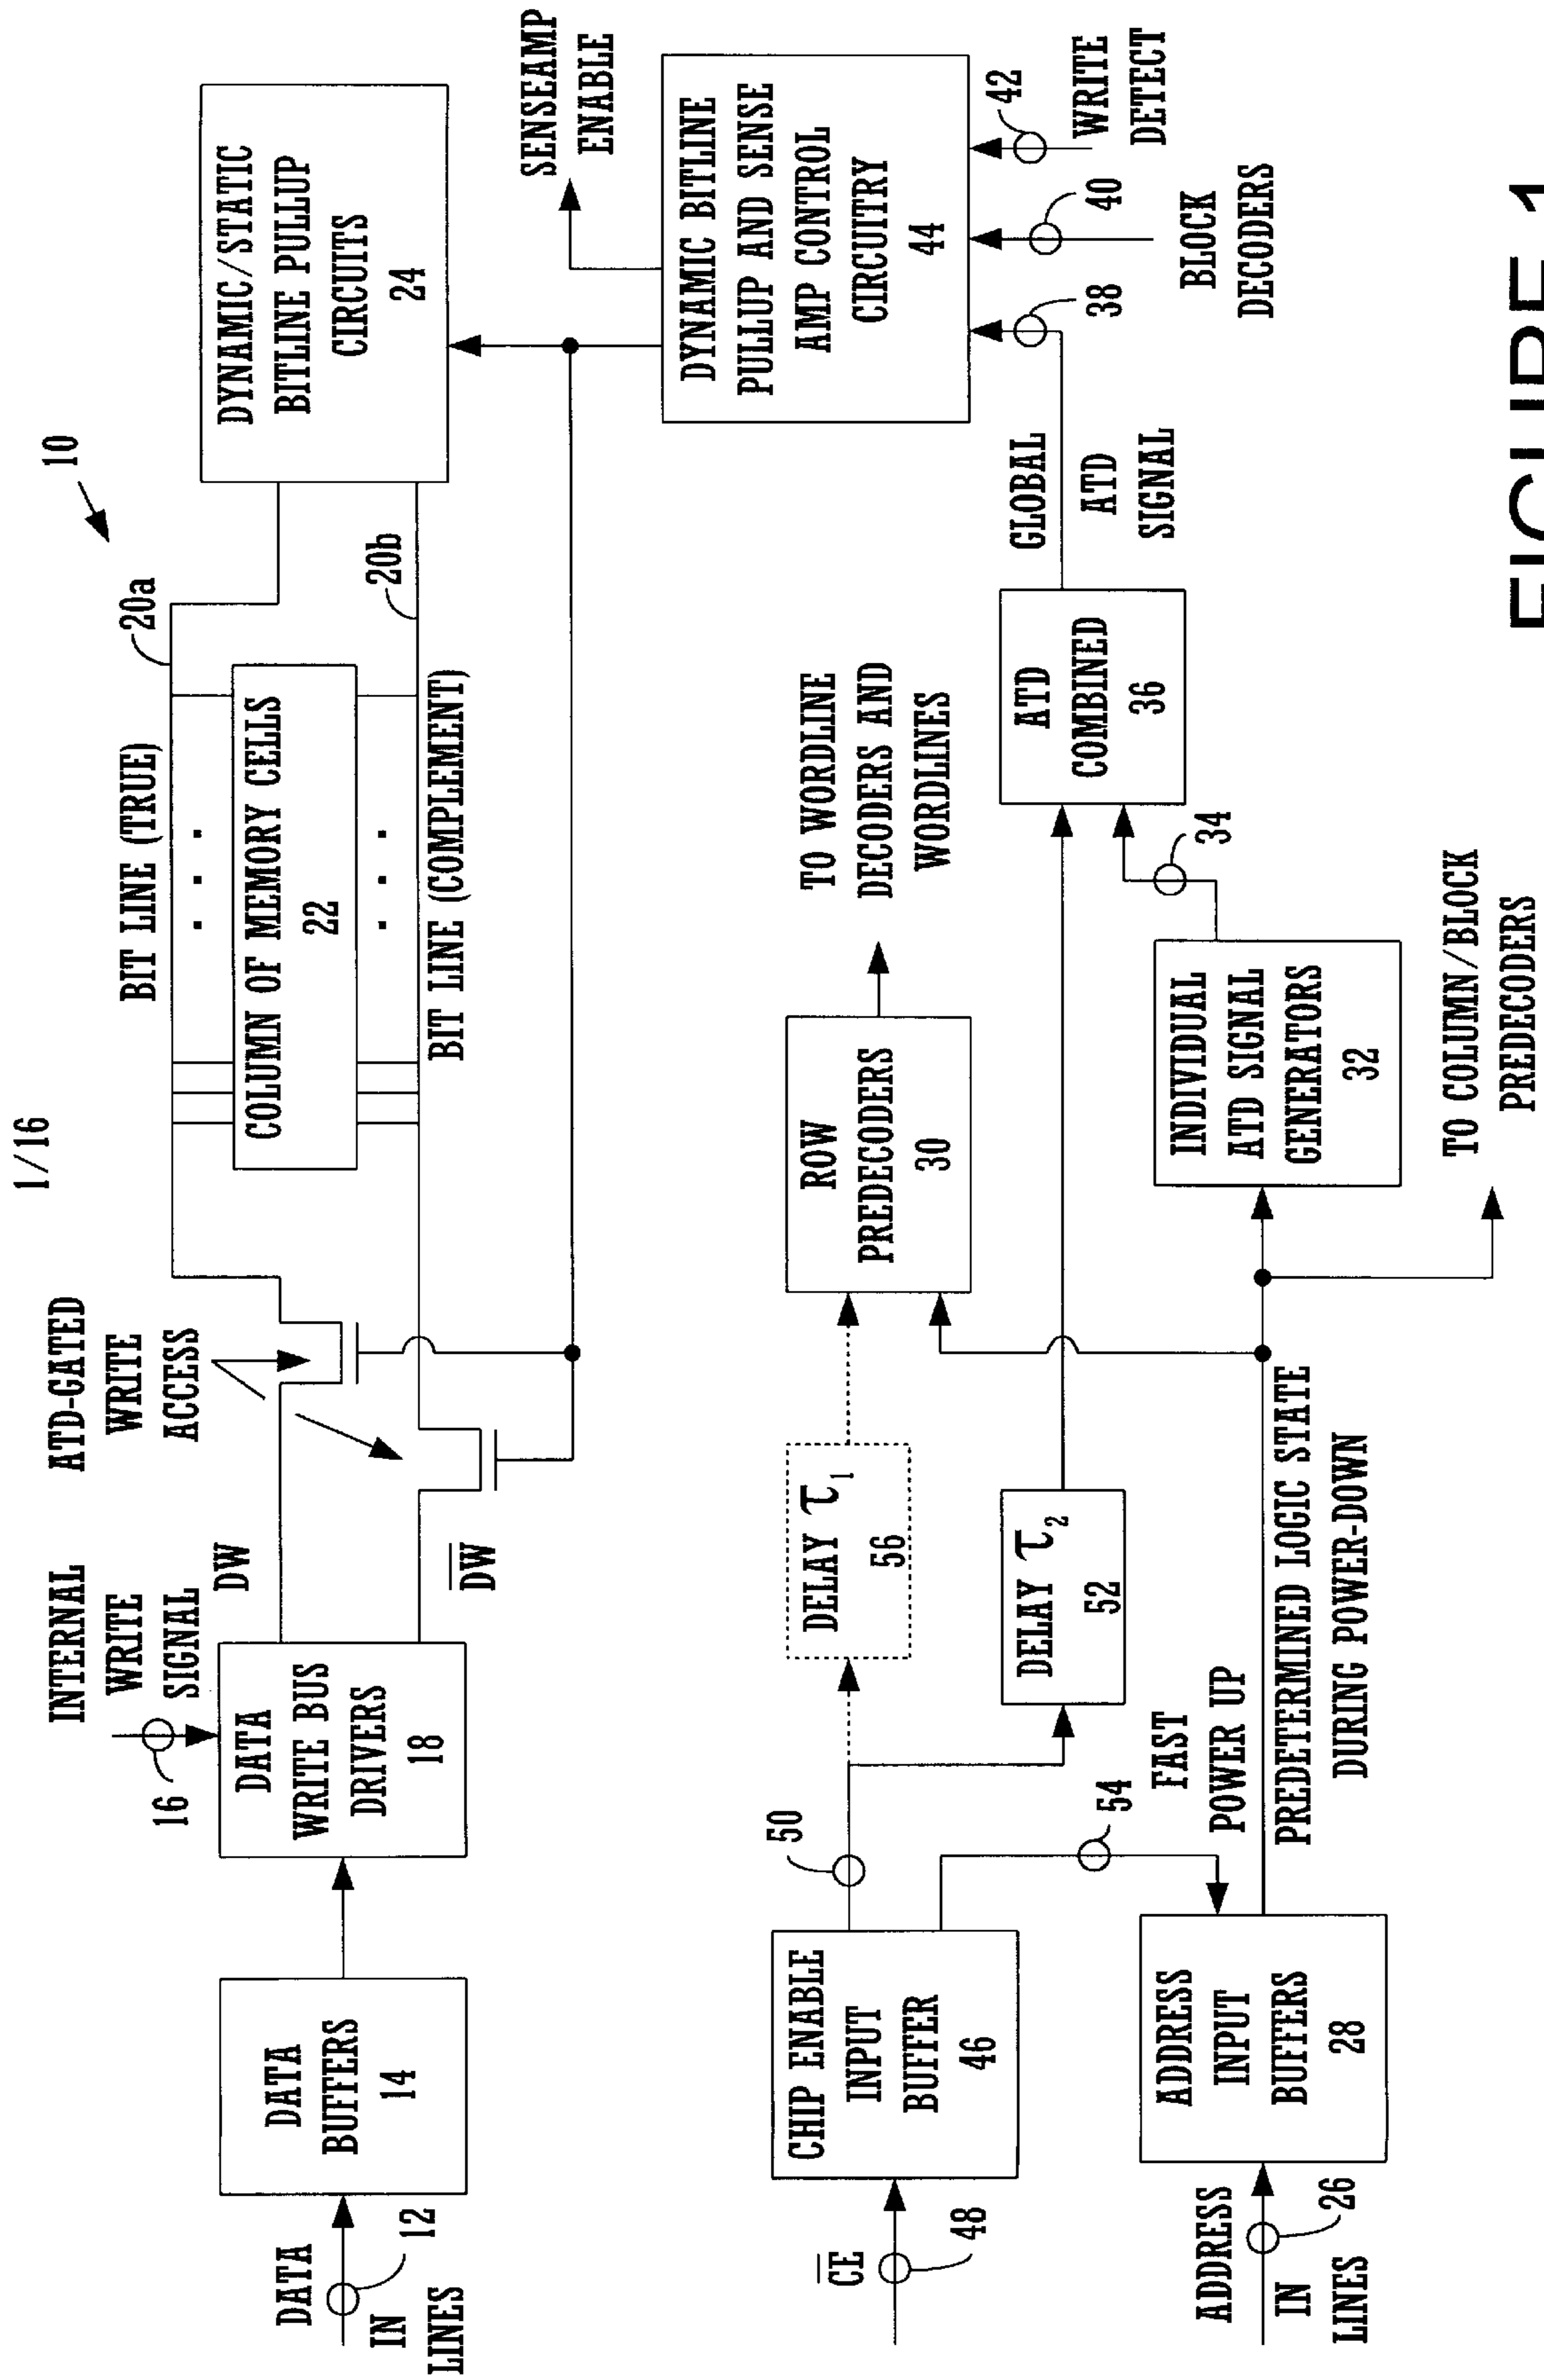 1/16
10
INTERNAL
WRITE
SIGNAL
16
ATD-GATED
WRITE
ACCESS
BIT LINE (TRUE)
20a
DATA
IN
LINES
12
DATA
BUFFERS
14
DATA
WRITE BUS
DRIVERS
18
DW
DW
COLUMN OF MEMORY CELLS
22
BIT LINE (COMPLEMENT)
20b
DYNAMIC/STATIC
BITLINE PULLUP
CIRCUITS
24
SENSEAMP
ENABLE
CE
48
CHIP ENABLE
INPUT
BUFFER
46
50
DELAY τ1
56
ROW
PREDECODERS
30
TO WORDLINE
DECODERS AND
WORDLINES
DYNAMIC BITLINE
PULLUP AND SENSE
AMP CONTROL
CIRCUITRY
44
DELAY τ2
52
ATD
COMBINED
36
GLOBAL
ATD
SIGNAL
38
40
42
BLOCK
DECODERS
WRITE
DETECT
54
FAST
POWER UP
ADDRESS
IN
LINES
26
ADDRESS
INPUT
BUFFERS
28
PREDETERMINED LOGIC STATE
DURING POWER-DOWN
INDIVIDUAL
ATD SIGNAL
GENERATORS
32
34
TO COLUMN/BLOCK
PREDECODERS
FIGURE 1